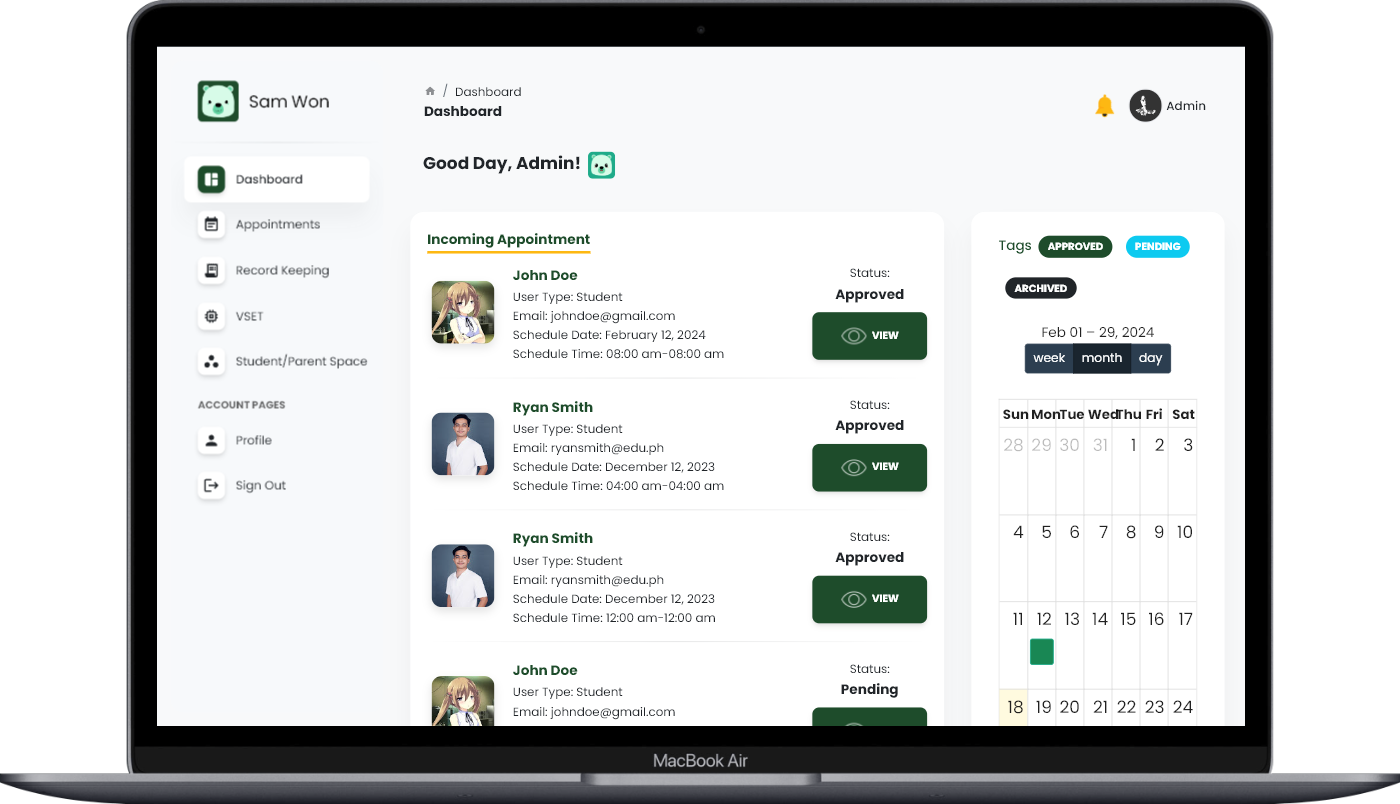 Sam Won
Dashboard
Appointments
Record Keeping
VSET
Student/Parent Space
ACCOUNT PAGES
Profile
Sign Out
/ Dashboard
Dashboard
Admin
Good Day, Admin!
Incoming Appointment
John Doe
User Type: Student
Email: johndoe@gmail.com
Schedule Date: February 12, 2024
Schedule Time: 08:00 am-08:00 am
Status:
Approved
VIEW
Ryan Smith
User Type: Student
Email: ryansmith@edu.ph
Schedule Date: December 12, 2023
Schedule Time: 04:00 am-04:00 am
Status:
Approved
VIEW
Ryan Smith
User Type: Student
Email: ryansmith@edu.ph
Schedule Date: December 12, 2023
Schedule Time: 12:00 am-12:00 am
Status:
Approved
VIEW
John Doe
User Type: Student
Email: johndoe@gmail.com
Status:
Pending
Tags APPROVED PENDING
ARCHIVED
Feb 01 – 29, 2024
week month day
Sun Mon Tue Wed Thu Fri Sat
28 29 30 31 1 2 3
4 5 6 7 8 9 10
11 12 13 14 15 16 17
18 19 20 21 22 23 24
MacBook Air